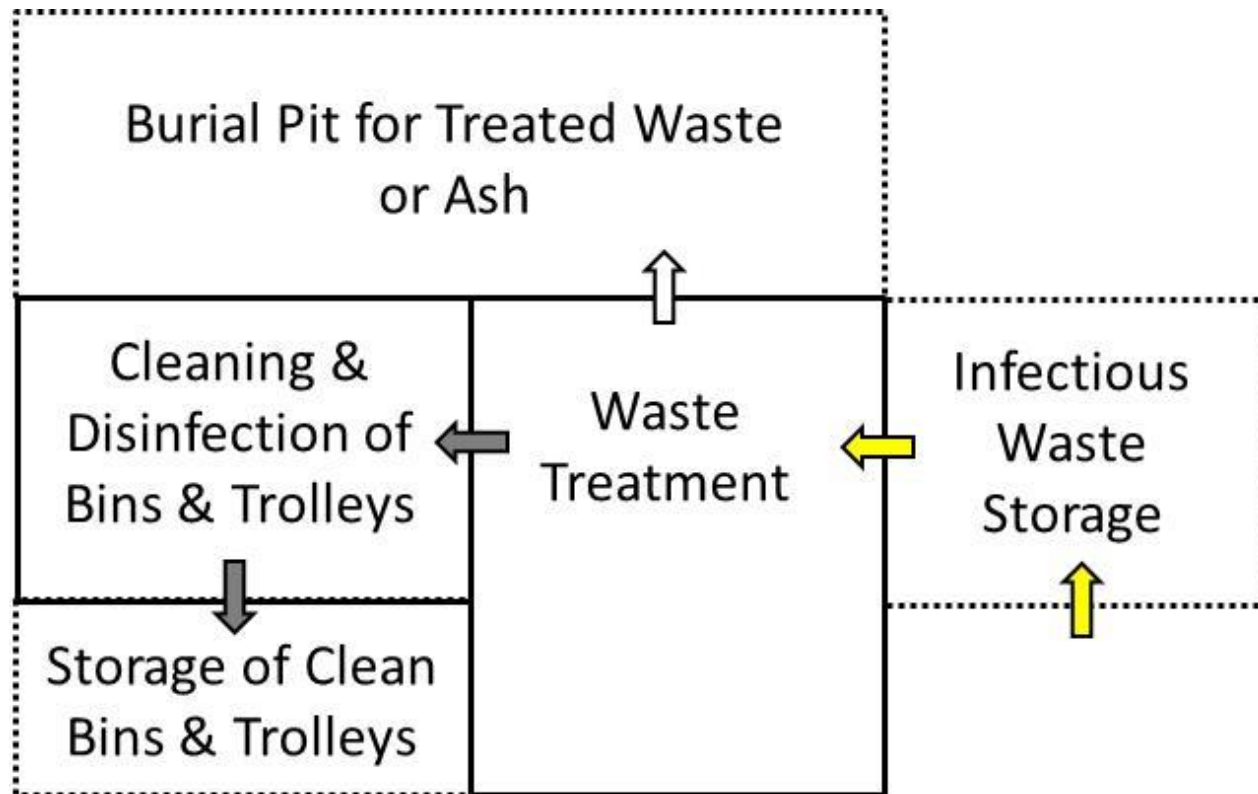 Burial Pit for Treated Waste
or Ash
Cleaning &
Disinfection of
Bins & Trolleys
Waste
Treatment
Infectious
Waste
Storage
Storage of Clean
Bins & Trolleys